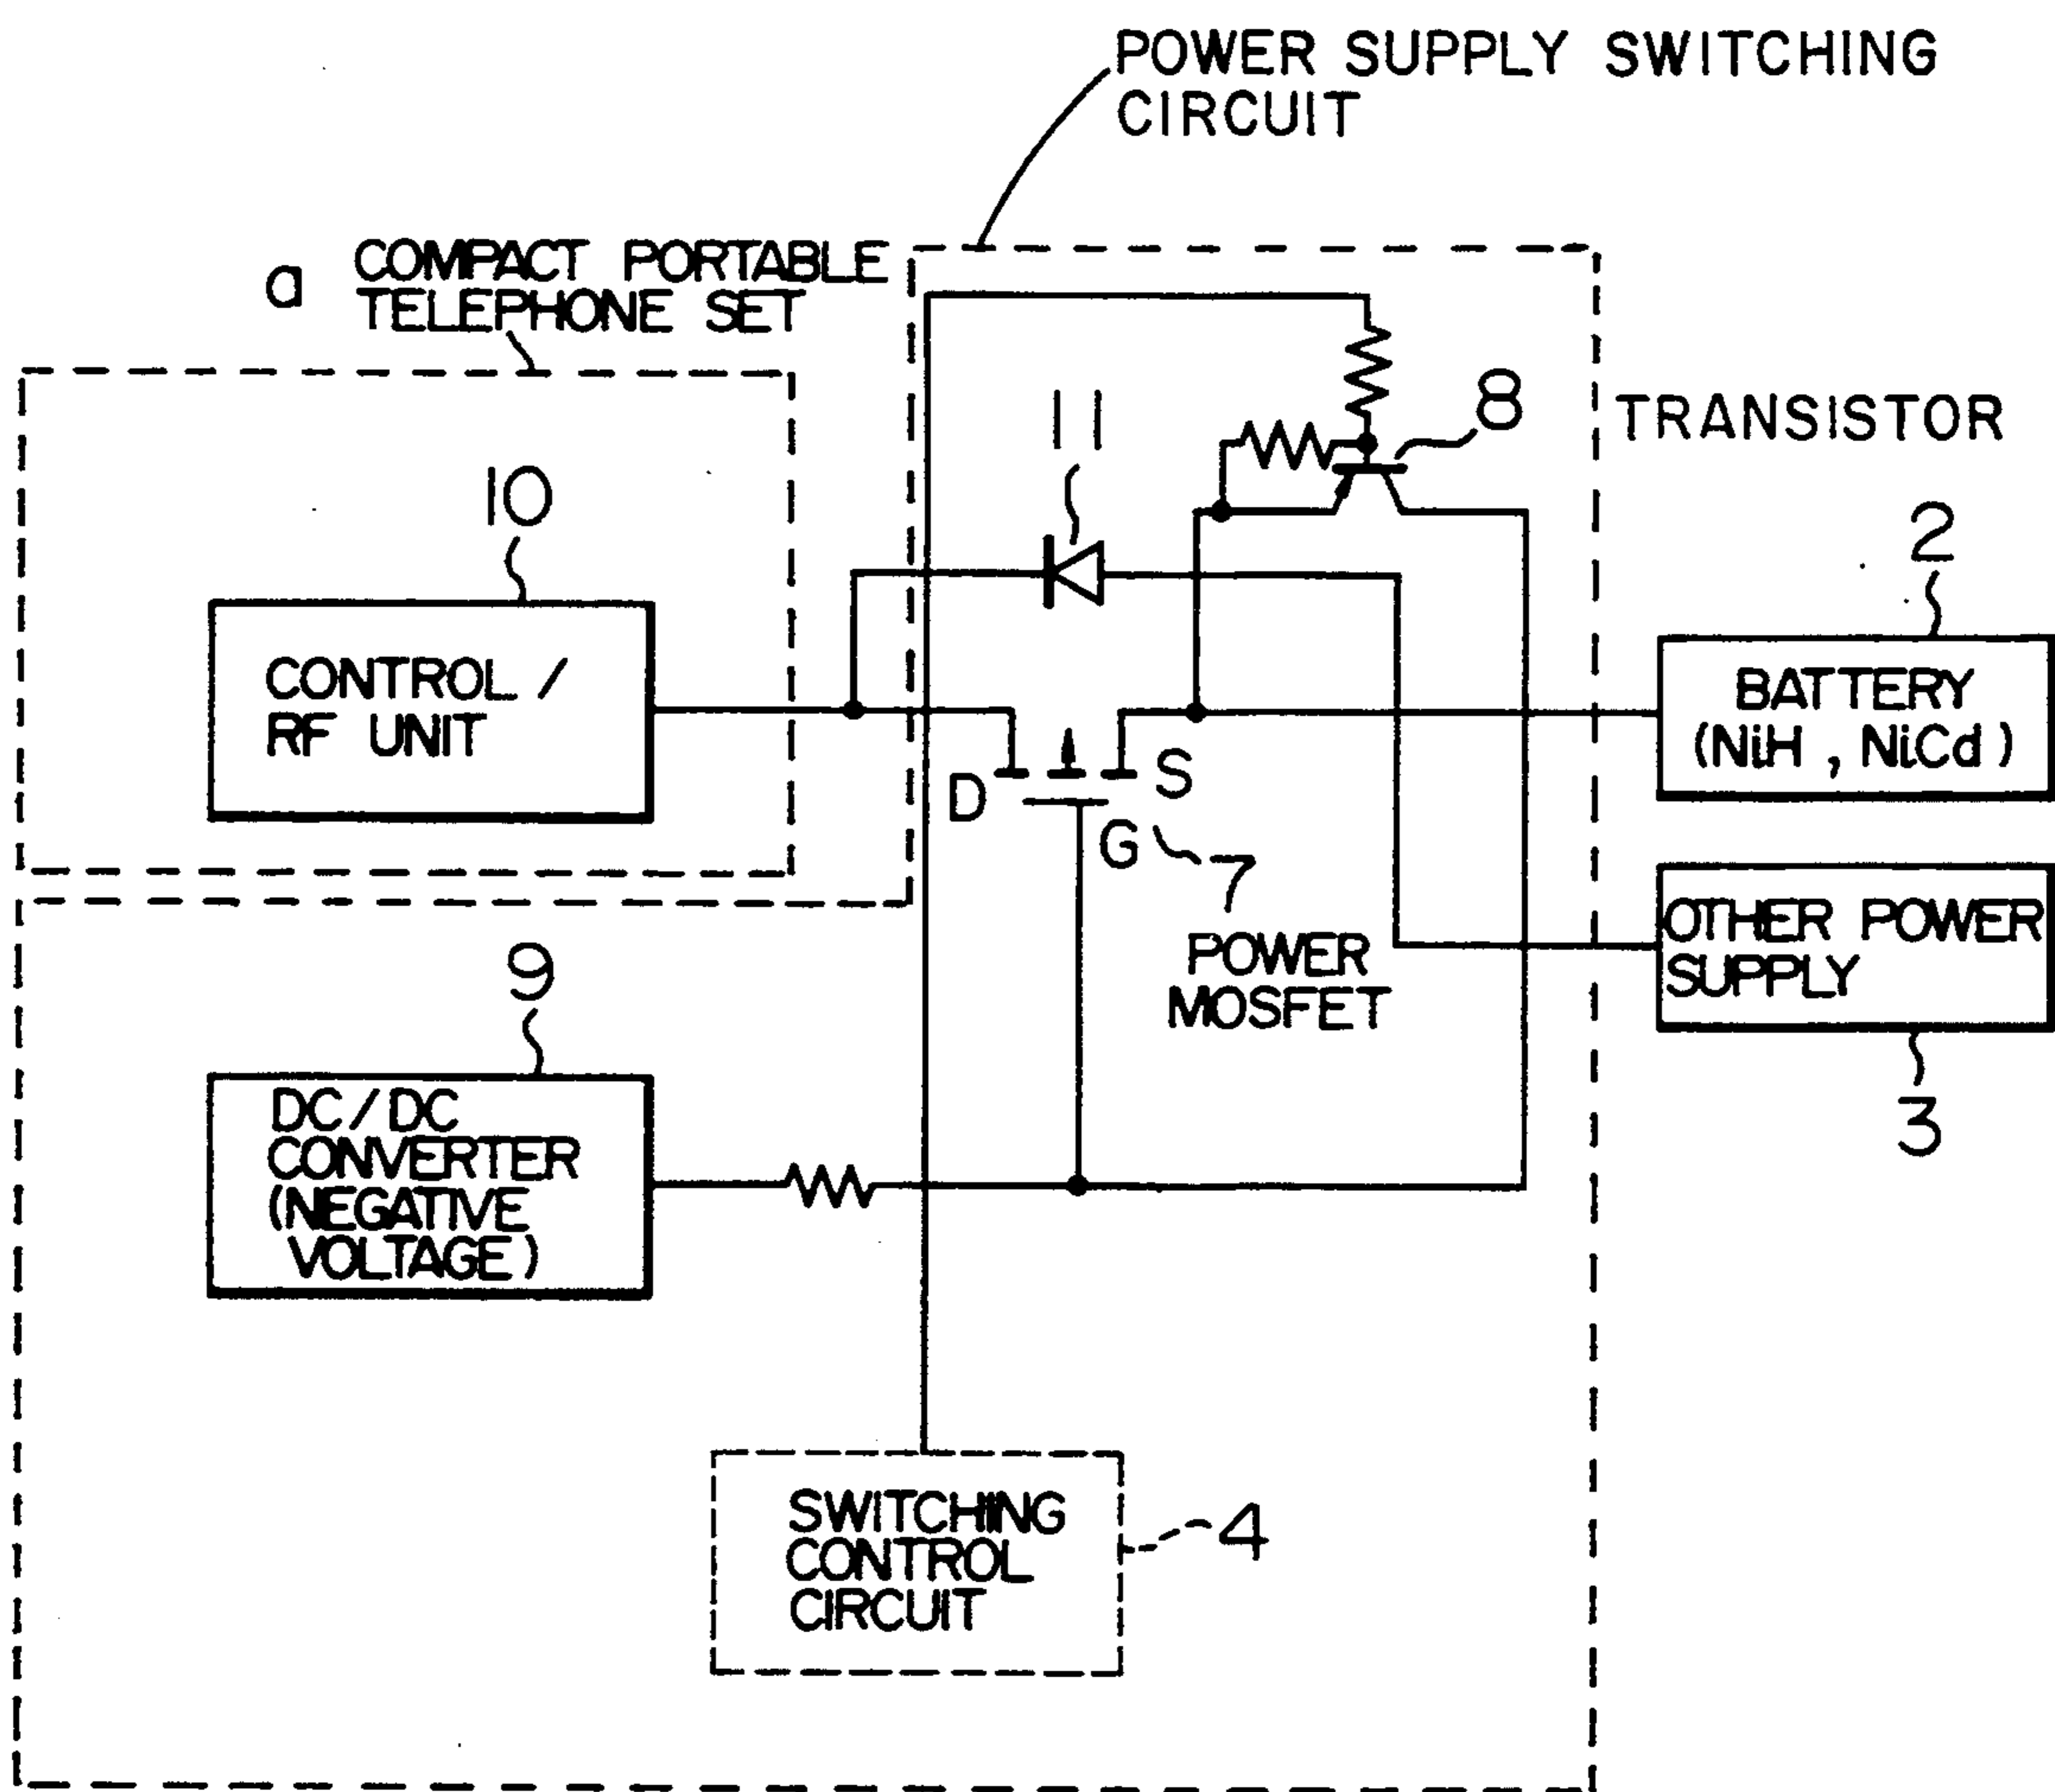 POWER SUPPLY SWITCHING
CIRCUIT
a
COMPACT PORTABLE
TELEPHONE SET
11
8
TRANSISTOR
10
2
CONTROL /
RF UNIT
BATTERY
(NiH , NiCd)
D
S
G
7
POWER
MOSFET
OTHER POWER
SUPPLY
3
9
DC/DC
CONVERTER
(NEGATIVE
VOLTAGE)
SWITCHING
CONTROL
CIRCUIT
4